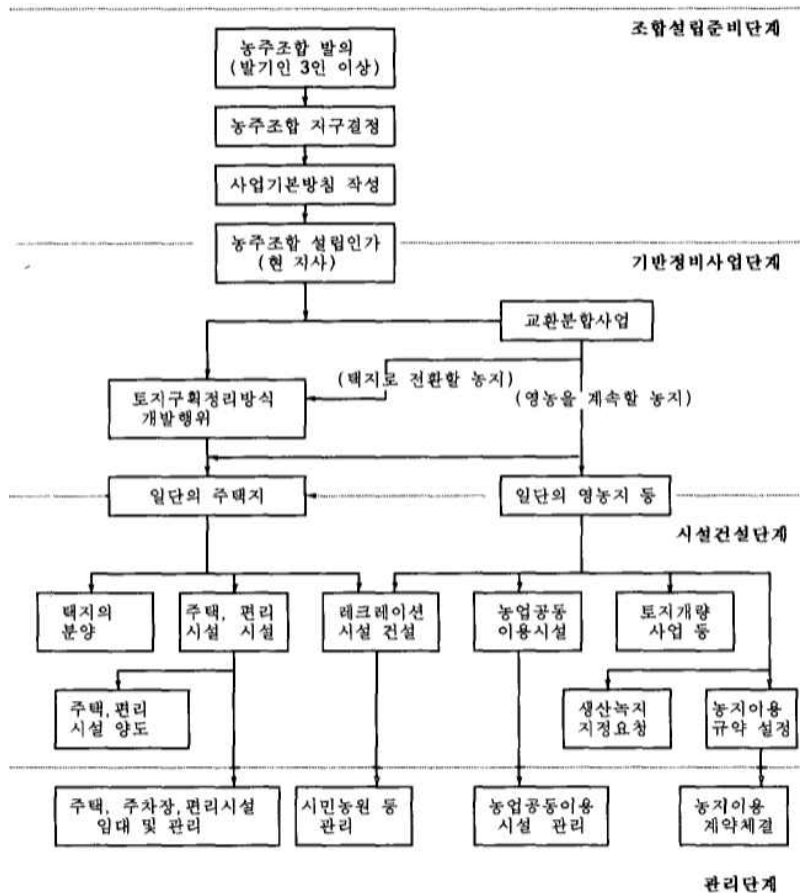 조합설립준비단계
농주조합 발의
(발기인 3인 이상)
농주조합 지구결정
사업기본방침 작성
농주조합 설립인가
(현 지사)
기반정비사업단계
교환분합사업
(택지로 전환할 농지)
(영농을 계속할 농지)
토지구획정리방식
개발행위
일단의 주택지
일단의 영농지 등
시설건설단계
택지의
분양
주택, 편리
시설 시설
레크레이션
시설 건설
농업공동
이용시설
토지개량
사업 등
주택,편리
시설 양도
생산녹지
지정요청
농지이용
규약 설정
주택, 주차장,편리시설
임대 및 관리
시민농원 등
관리
농업공동이용
시설 관리
농지이용
계약체결
관리단계